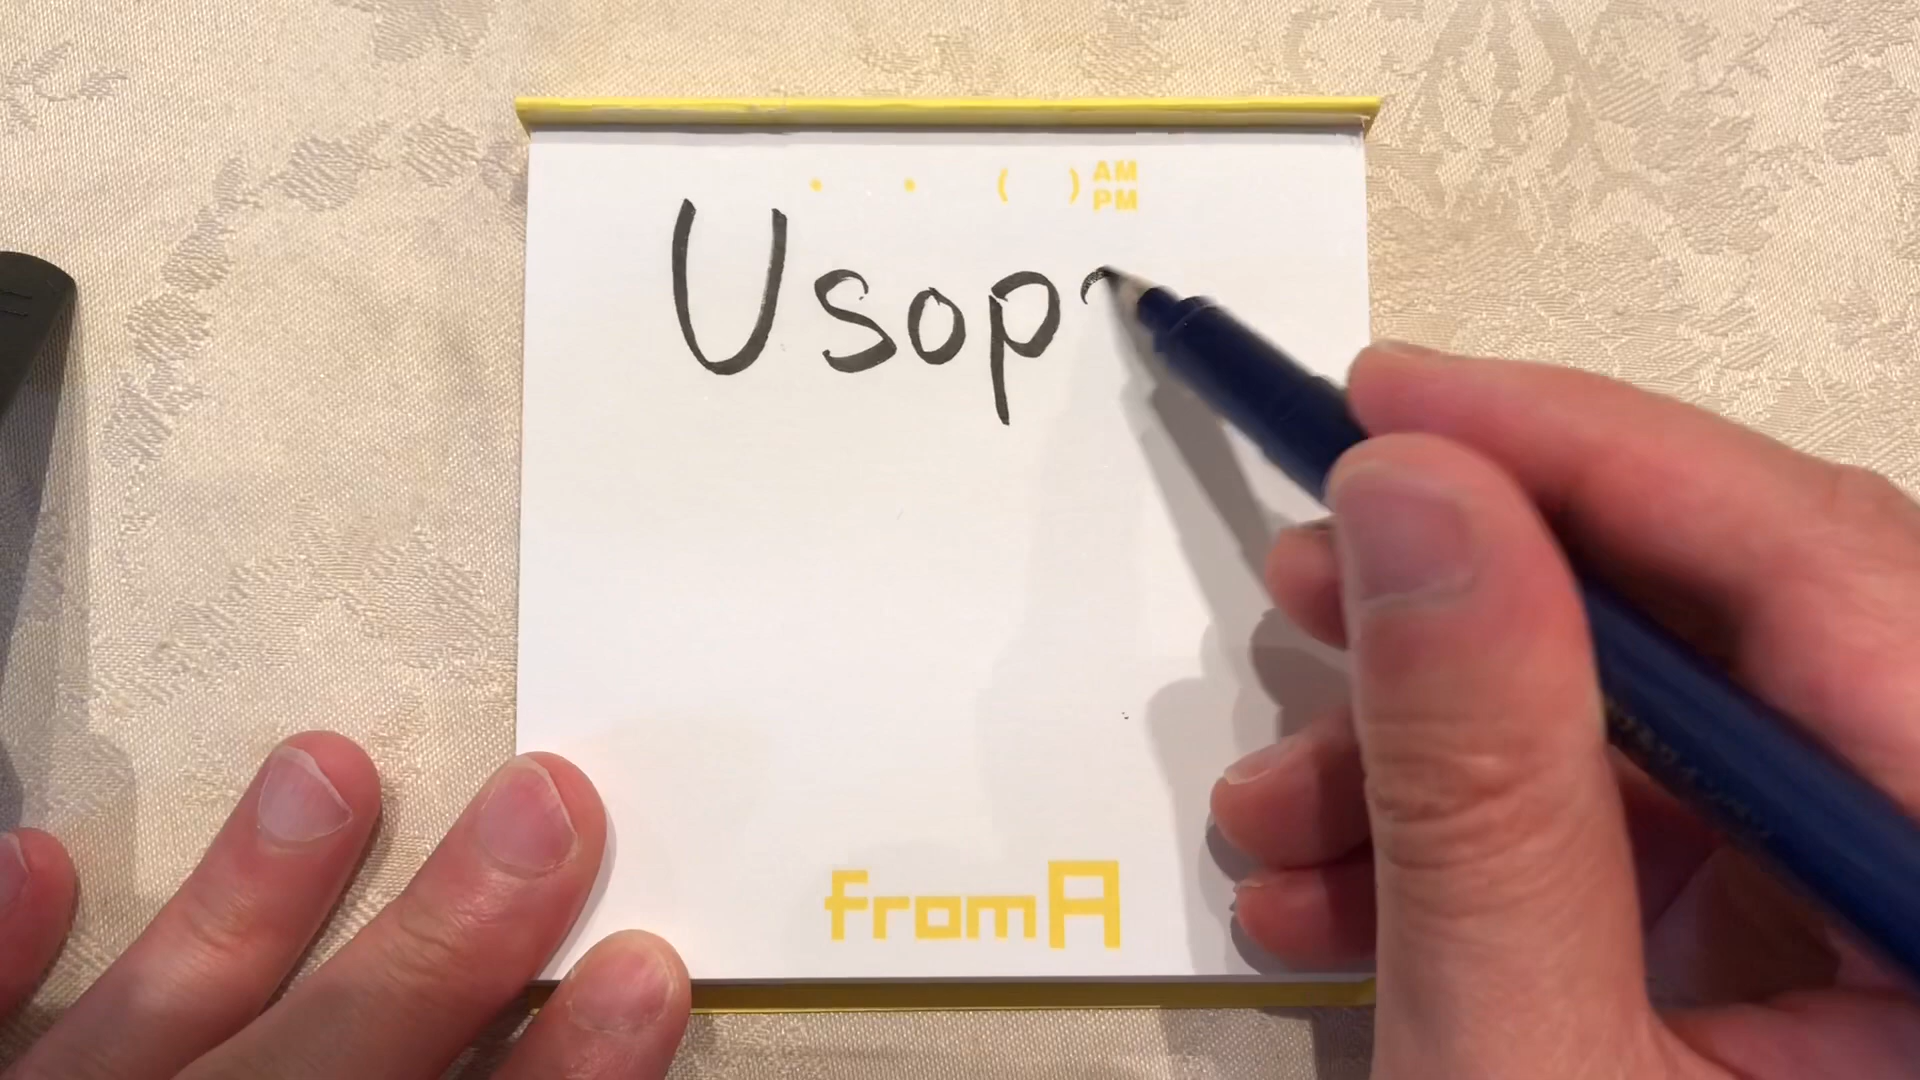 . . ( ) AM
PM
Usop
fromA